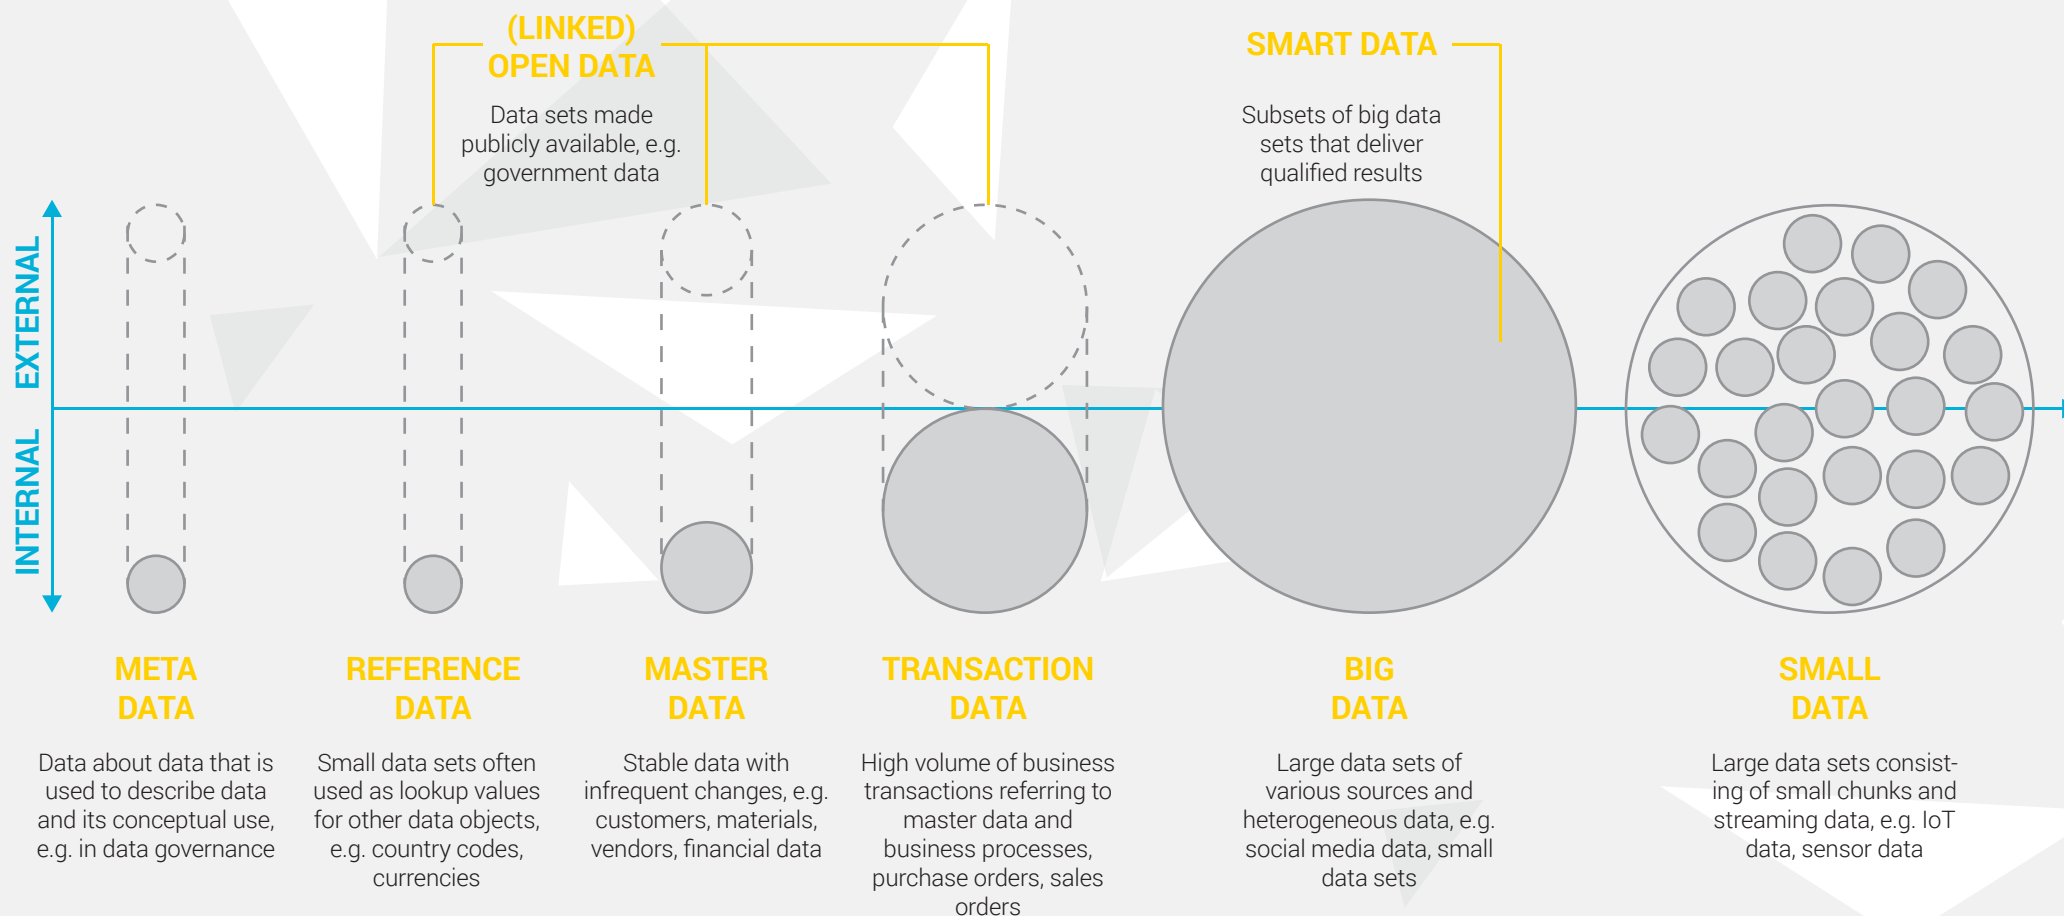 (LINKED)
OPEN DATA
Data sets made
publicly available, e.g.
government data
SMART DATA
Subsets of big data
sets that deliver
qualified results
EXTERNAL
INTERNAL
META
DATA
Data about data that is
used to describe data
and its conceptual use,
e.g. in data governance
REFERENCE
DATA
Small data sets often
used as lookup values
for other data objects,
e.g. country codes,
currencies
MASTER
DATA
Stable data with
infrequent changes, e.g.
customers, materials,
vendors, financial data
TRANSACTION
DATA
High volume of business
transactions referring to
master data and
business processes,
purchase orders, sales
orders
BIG
DATA
Large data sets of
various sources and
heterogeneous data, e.g.
social media data, small
data sets
SMALL
DATA
Large data sets consist-
ing of small chunks and
streaming data, e.g. IoT
data, sensor data